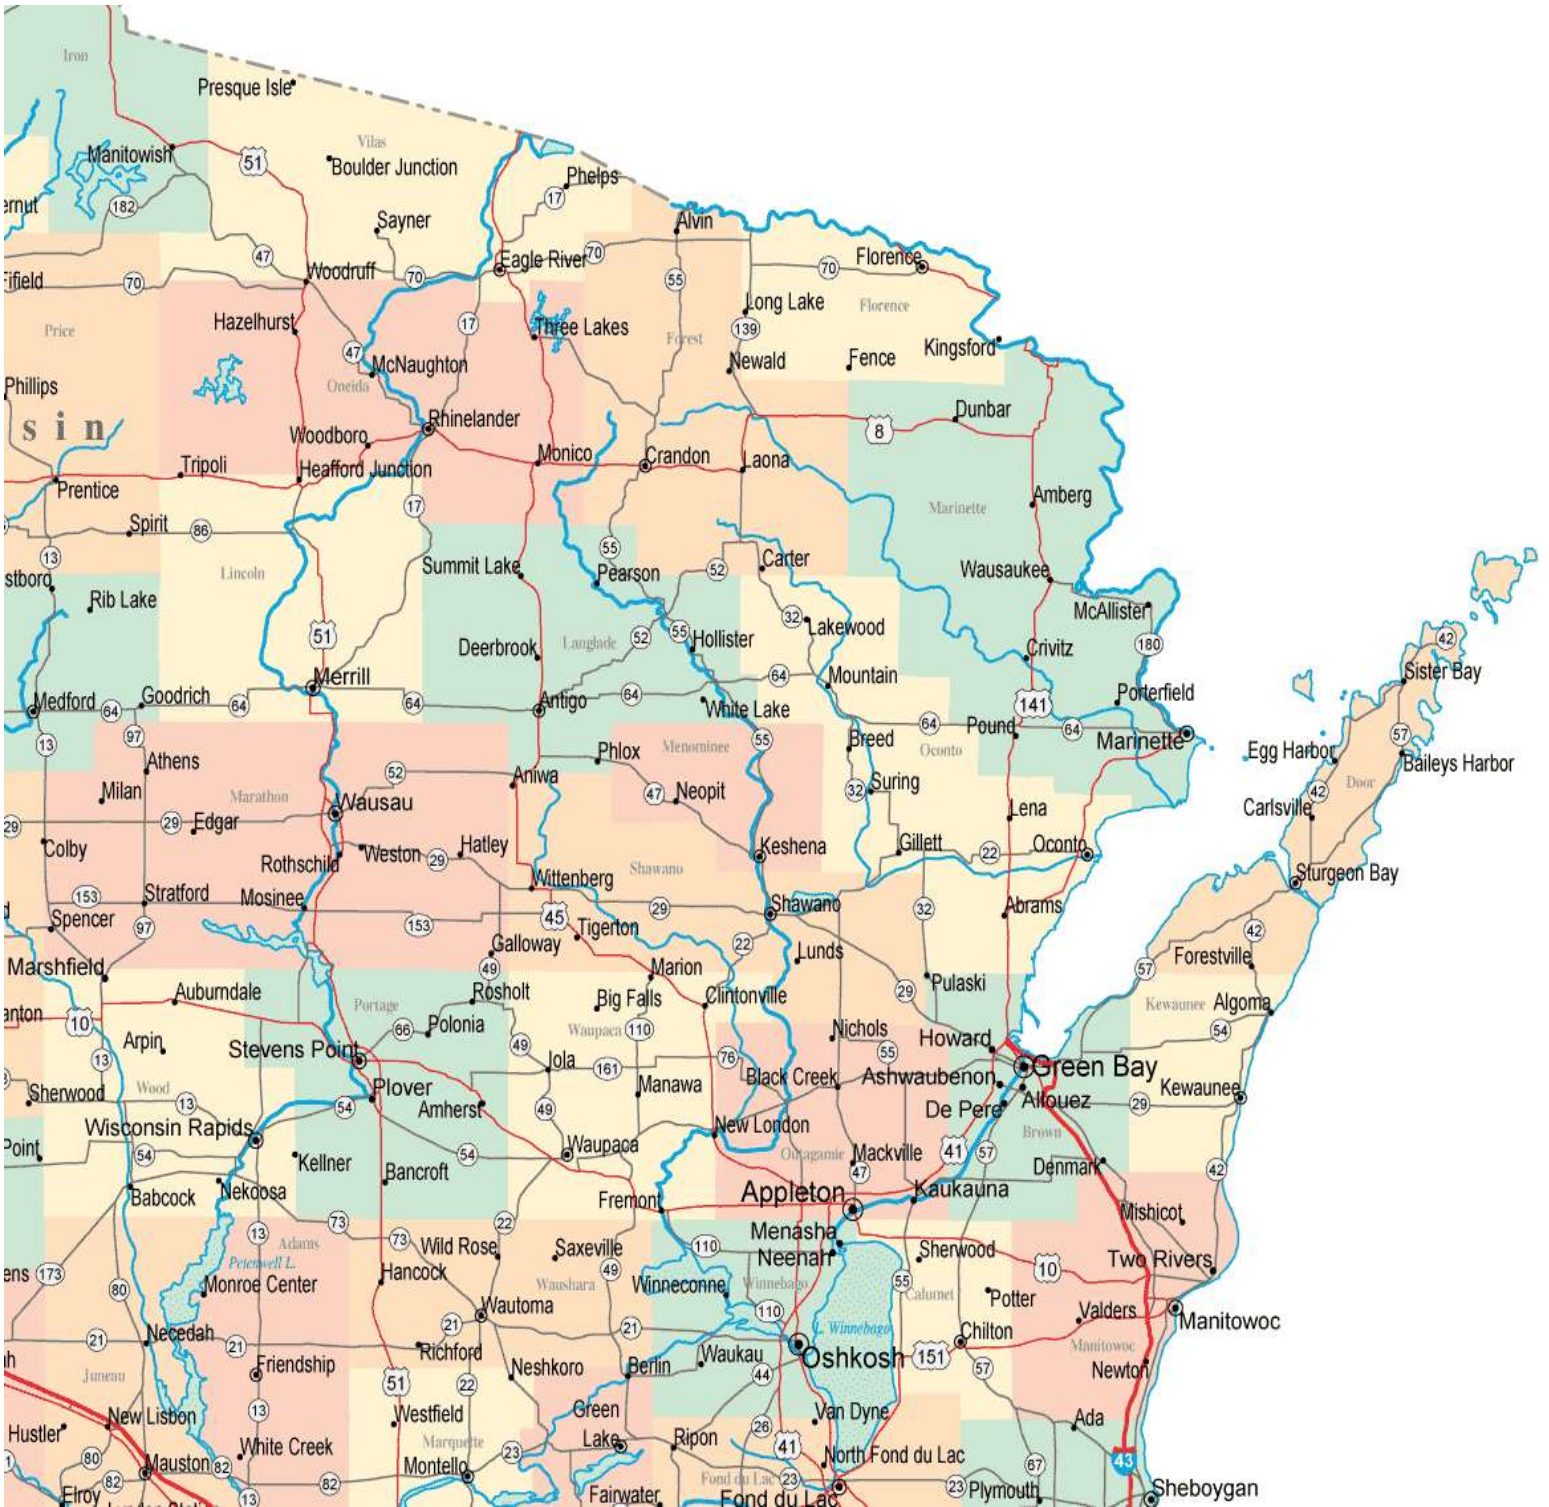 Iron
Presque Isle
Vilas
Manitowish
51
Boulder Junction
Phelps
17
182
ernut
Sayner
Alvin
47
Woodruff
70
Eagle River
70
55
70
Florence
Fifield
70
Long Lake
Florence
Price
Hazelhurst
17
Three Lakes
139
Forest
Kingsford
47
McNaughton
Newald
Fence
Oneida
Phillips
sin
Rhinelander
Dunbar
8
Woodboro
Monico
Crandon
Laona
Tripoli
Heafford Junction
Prentice
17
Amberg
Marinette
Spirit
86
55
13
Carter
Summit Lake
Pearson
52
Wausaukee
stboro
Lincoln
Rib Lake
McAllister
32
Lakewood
51
52
55
Hollister
Langlade
180
42
Deerbrook
Crivitz
Sister Bay
Merrill
64
Mountain
Porterfield
Medford
64
Goodrich
64
64
Antigo
64
White Lake
141
97
64
Pound
64
Marinette
57
13
Phlox
Menominee
55
Breed
Oconto
Egg Harbor
Baileys Harbor
Athens
52
Aniwa
Door
Milan
Marathon
47
Neopit
32
Suring
42
Carlsville
Wausau
Lena
29
29
Edgar
Colby
Rothschild
Weston
29
Hatley
Keshena
Gillett
22
Oconto
Shawano
Sturgeon Bay
Wittenberg
153
Stratford
Mosinee
Shawano
29
32
Abrams
Spencer
97
153
45
Tigerton
42
Galloway
22
Lunds
Forestville
Marshfield
49
Marion
57
Pulaski
Auburndale
Portage
Rosholt
Big Falls
Clintonville
29
Kewaunee
Algoma
anton
10
66
Polonia
Waupaca
110
Nichols
Howard
54
Arpin
Stevens Point
49
Iola
161
76
55
Green Bay
13
Black Creek
Ashwaubenon
Sherwood
Wood
Plover
Manawa
Kewaunee
13
54
Amherst
49
De Pere
Allouez
29
Wisconsin Rapids
New London
Brown
Point
54
Kellner
54
Waupaca
Outagamie
Mackville
41
57
Denmark
Babcock
Nekoosa
Bancroft
47
42
Fremont
Appleton
Kaukauna
13
73
22
Mishicot
Adams
73
Wild Rose
Saxeville
110
Menasha
Neenah
Sherwood
Two Rivers
Petenwell L.
49
10
ens
173
Monroe Center
Hancock
Waushara
Winneconne
Winnebago
55
Calumet
Potter
80
Wautoma
110
Valders
Manitowoc
21
Necedah
21
21
21
L. Winnebago
Chilton
Richford
Waukau
Oshkosh
151
Manitowoc
Friendship
Neshkoro
Berlin
57
Newton
Juneau
51
22
44
New Lisbon
13
Westfield
Green
Lake
26
Van Dyne
Ada
Hustler
White Creek
Marquette
23
Ripon
41
North Fond du Lac
43
80
Mauston
82
82
Montello
Fond du Lac
23
67
82
13
Fairwater
Fond du Lac
23
Plymouth
Sheboygan
Elroy